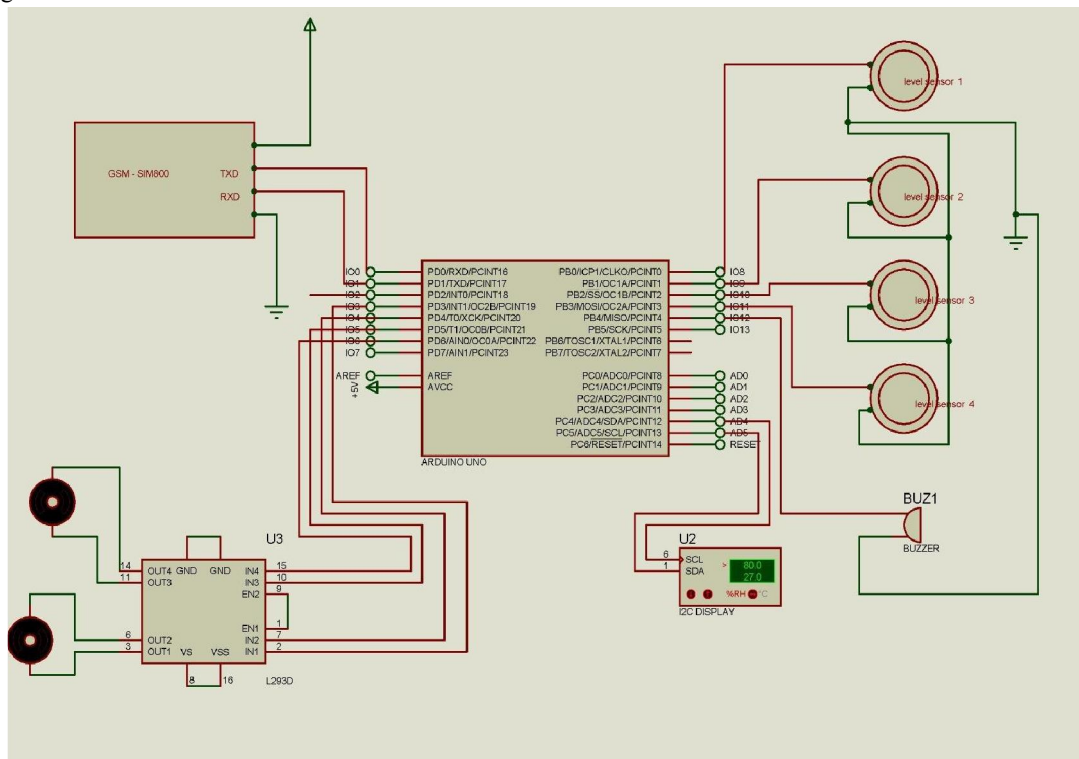 GSM - SIM800
TXD
RXD
level sensor 1
level sensor 2
level sensor 3
level sensor 4
IO0
IO1
IO2
IO3
IO4
IO5
IO6
IO7
AREF
+5V
PD0/RXD/PCINT16
PD1/TXD/PCINT17
PD2/INT0/PCINT18
PD3/INT1/OC2B/PCINT19
PD4/T0/XCK/PCINT20
PD5/T1/OC0B/PCINT21
PD6/AIN0/OC0A/PCINT22
PD7/AIN1/PCINT23
AREF
AVCC
PB0/ICP1/CLKO/PCINT0
PB1/OC1A/PCINT1
PB2/SS/OC1B/PCINT2
PB3/MOSI/OC2A/PCINT3
PB4/MISO/PCINT4
PB5/SCK/PCINT5
PB6/TOSC1/XTAL1/PCINT6
PB7/TOSC2/XTAL2/PCINT7
PC0/ADC0/PCINT8
PC1/ADC1/PCINT9
PC2/ADC2/PCINT10
PC3/ADC3/PCINT11
PC4/ADC4/SDA/PCINT12
PC5/ADC5/SCL/PCINT13
PC6/RESET/PCINT14
IO8
IO9
IO10
IO11
IO12
IO13
AD0
AD1
AD2
AD3
AD4
AD5
RESET
ARDUINO UNO
U3
14 OUT4 GND GND IN4 15
11 OUT3 IN3 10
EN2 9
EN1 1
6 OUT2 IN2 7
3 OUT1 VS VSS IN1 2
8 16 L293D
U2
6 SCL > 80.0
1 SDA 27.0
%RH °C
I2C DISPLAY
BUZ1
BUZZER